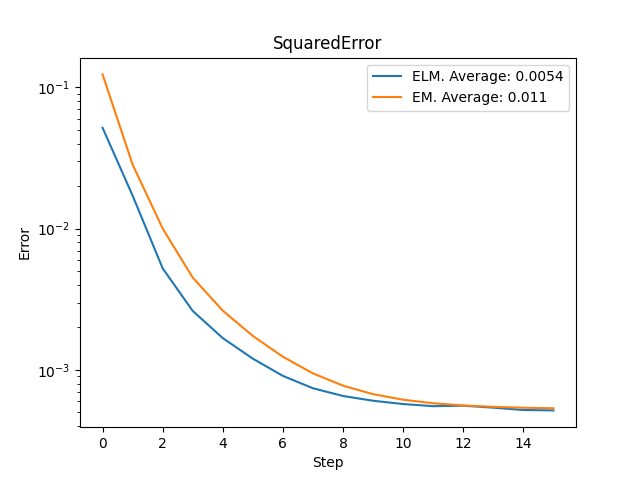 SquaredError
ELM. Average: 0.0054
EM. Average: 0.011
10⁻¹
10⁻²
10⁻³
Error
0 2 4 6 8 10 12 14
Step